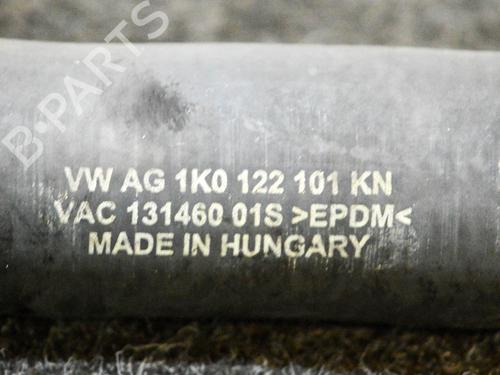 B-PARTS
VW AG 1K0 122 101 KN
VAC 131460 01S >EPDM<
MADE IN HUNGARY